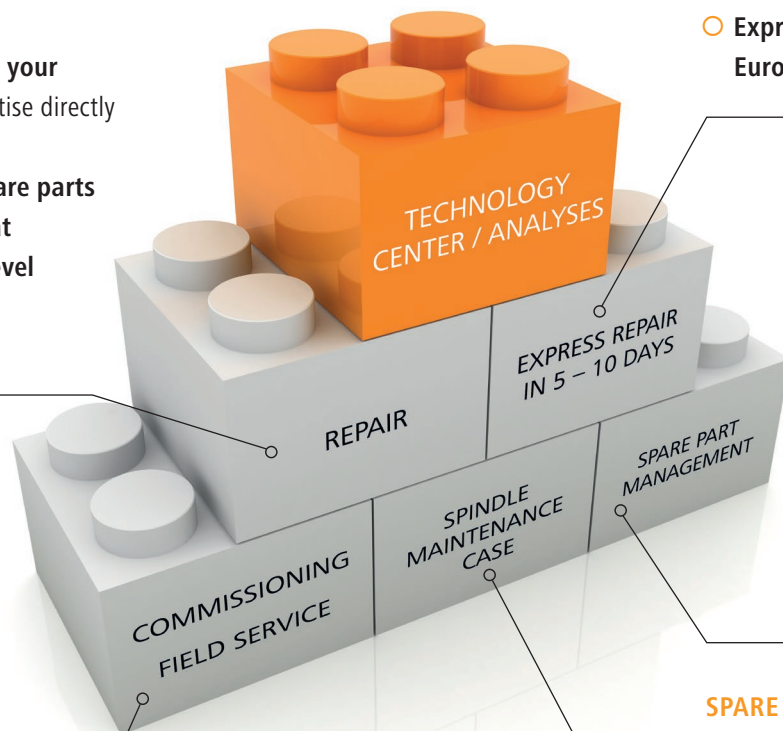 your
tise directly
are parts
t
evel
Expr
Euro
TECHNOLOGY
CENTER / ANALYSES
REPAIR
EXPRESS REPAIR
IN 5 – 10 DAYS
COMMISSIONING
FIELD SERVICE
SPINDLE
MAINTENANCE
CASE
SPARE PART
MANAGEMENT
SPARE